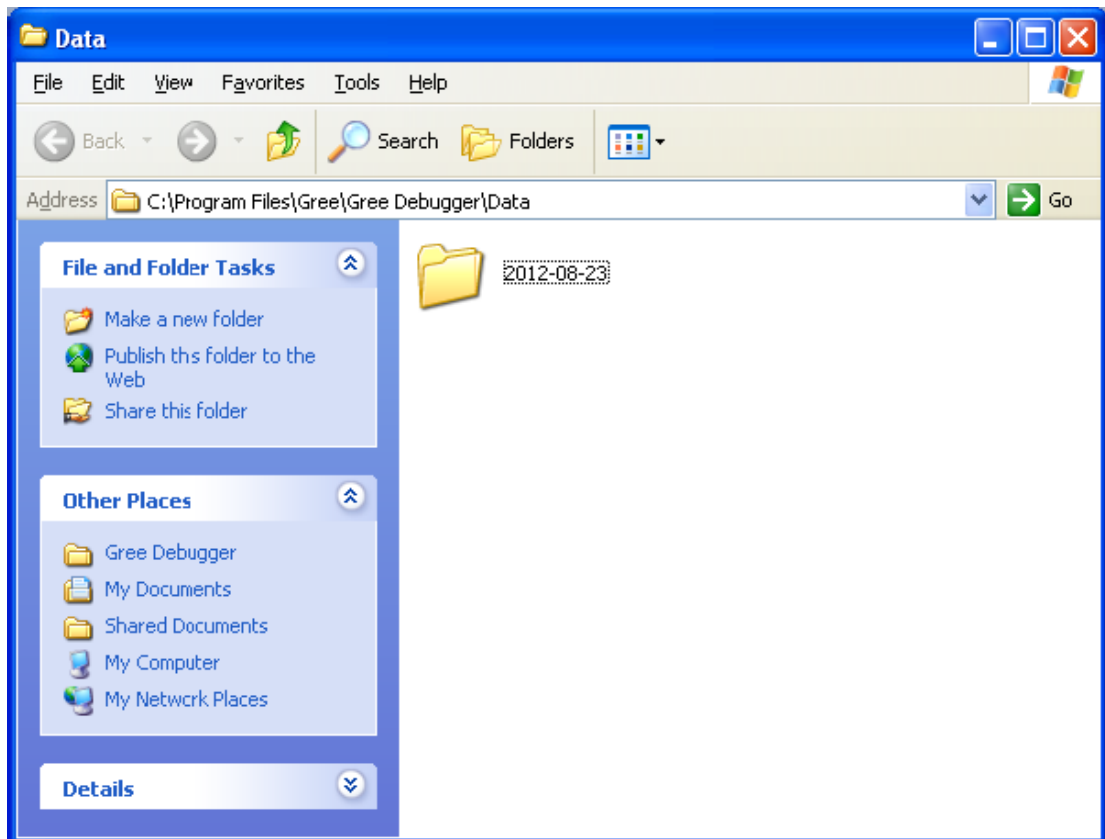 Data
File Edit View Favorites Tools Help
Back Search Folders
Address C:\Program Files\Gree\Gree Debugger\Data Go
File and Folder Tasks
Make a new folder
Publish this folder to the
Web
Share this folder
2012-08-23
Other Places
Gree Debugger
My Documents
Shared Documents
My Computer
My Network Places
Details